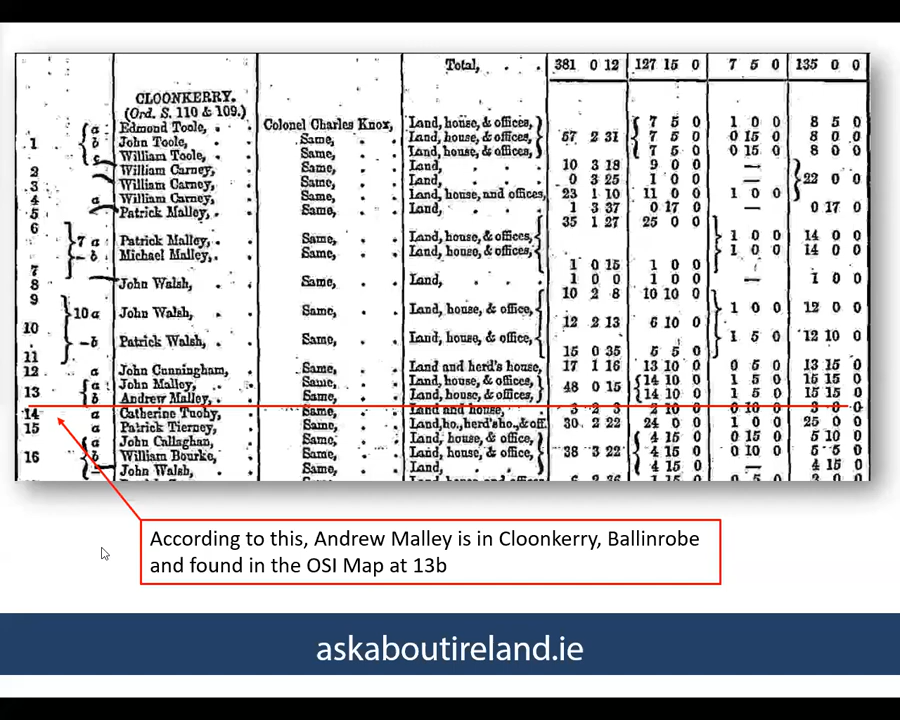 Total, . . 381 0 12 127 15 0 7 5 0 135 0 0
CLOONKERRY.
(Ord. S. 110 & 109.)
1 { a Edmond Toole, . Colonel Charles Knox, Land, house, & offices, } { 7 5 0 1 0 0 8 5 0
b John Toole, . Same, . Land, house, & offices, } 57 2 31 { 7 5 0 0 15 0 8 0 0
c William Toole, . Same, . Land, house, & offices, } { 7 5 0 0 15 0 8 0 0
2 William Carney, . Same, . Land, . . 10 3 18 9 0 0 —
3 William Carney, . Same, . Land, . . 0 3 25 1 0 0 — } 22 0 0
4 a William Carney, . Same, . Land, house, and offices, 23 1 10 11 0 0 1 0 0
5 Patrick Malley, . Same, . Land, . . 1 3 37 0 17 0 — 0 17 0
6 35 1 27 25 0 0
} 7 a Patrick Malley, . Same, . Land, house, & offices, { } 1 0 0 14 0 0
– b Michael Malley, . Same, . Land, house, & offices, { 1 0 0 14 0 0
7 1 0 15 1 0 0
8 John Walsh, . Same, . Land, . . 1 0 0 1 0 0 — 1 0 0
9 10 2 8 10 10 0
} 10 a John Walsh, . Same, . Land, house, & office, { } 1 0 0 12 0 0
10 12 2 13 6 10 0
– b Patrick Walsh, . Same, . Land, house, & office, { 1 5 0 12 10 0
11 15 0 35 5 5 0
12 a John Cunningham, Same, . Land and herd's house, 17 1 16 13 10 0 0 5 0 13 15 0
13 { a John Malley, . Same, . Land, house, & offices, } 48 0 15 { 14 10 0 1 5 0 15 15 0
b Andrew Malley, . Same, . Land, house, & offices, } { 14 10 0 1 5 0 15 15 0
14 a Catherine Tuohy, . Same, . Land and house, 3 2 3 2 10 0 0 10 0 3 0 0
15 a Patrick Tierney, . Same, . Land, ho., herd'sho., & off. 30 2 22 24 0 0 1 0 0 25 0 0
16 { a John Callaghan, . Same, . Land, house, & office, } { 4 15 0 0 15 0 5 10 0
b William Bourke, . Same, . Land, house, & office, } 38 3 22 { 4 15 0 0 10 0 5 5 0
– John Walsh, . Same, . Land, . . } { 4 15 0 — 4 15 0
According to this, Andrew Malley is in Cloonkerry, Ballinrobe
and found in the OSI Map at 13b
askaboutireland.ie